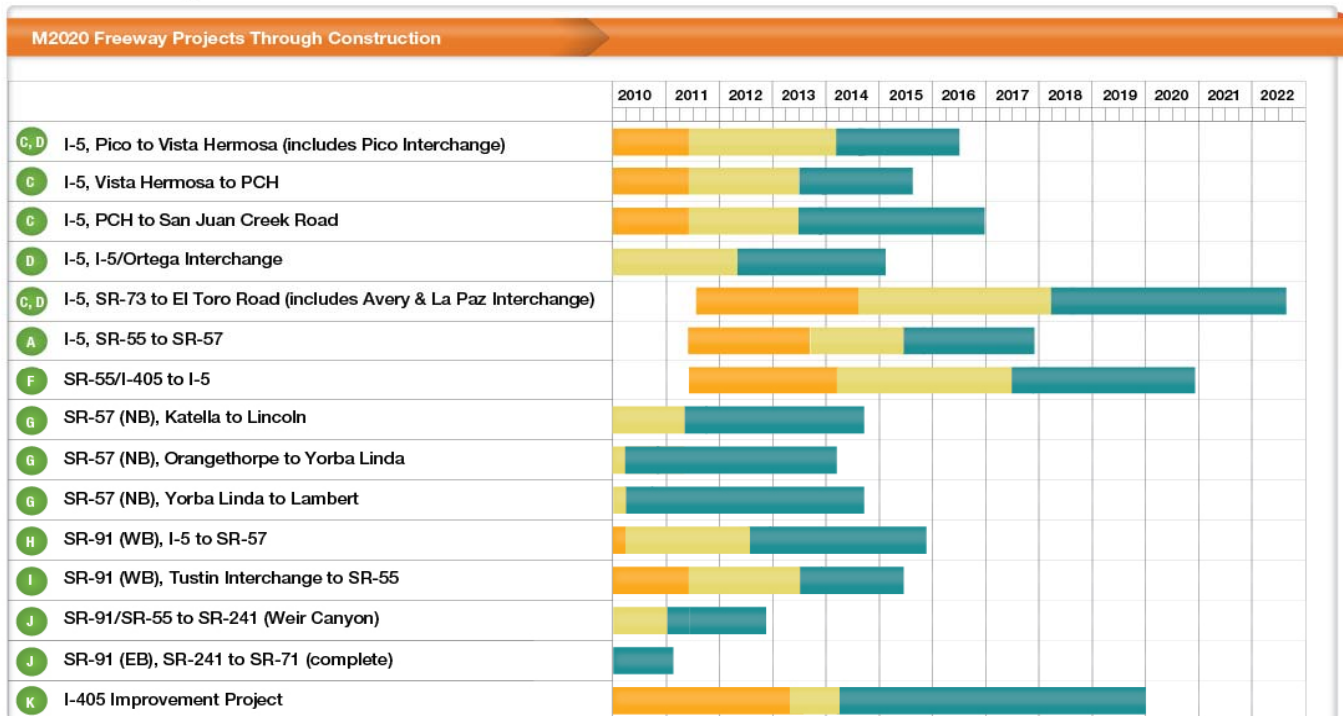 M2020 Freeway Projects Through Construction
2010 2011 2012 2013 2014 2015 2016 2017 2018 2019 2020 2021 2022
C, D I-5, Pico to Vista Hermosa (includes Pico Interchange)
C I-5, Vista Hermosa to PCH
C I-5, PCH to San Juan Creek Road
D I-5, I-5/Ortega Interchange
C, D I-5, SR-73 to El Toro Road (includes Avery & La Paz Interchange)
A I-5, SR-55 to SR-57
F SR-55/I-405 to I-5
G SR-57 (NB), Katella to Lincoln
G SR-57 (NB), Orangethorpe to Yorba Linda
G SR-57 (NB), Yorba Linda to Lambert
H SR-91 (WB), I-5 to SR-57
I SR-91 (WB), Tustin Interchange to SR-55
J SR-91/SR-55 to SR-241 (Weir Canyon)
J SR-91 (EB), SR-241 to SR-71 (complete)
K I-405 Improvement Project